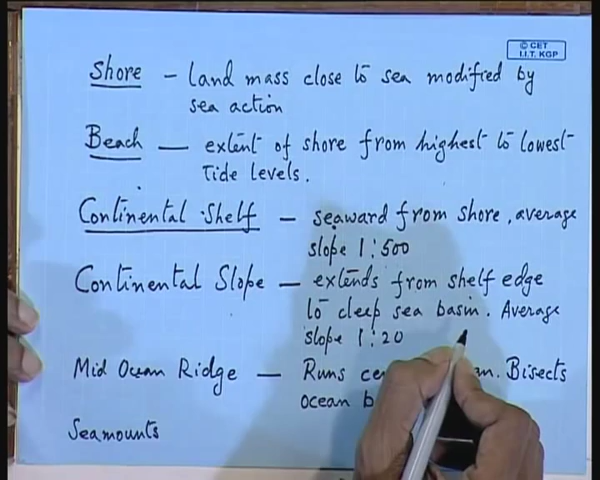 © CET
I.I.T. KGP
Shore - Land mass close to sea modified by
sea action
Beach - extent of shore from highest to lowest
Tide levels.
Continental Shelf - seaward from shore, average
slope 1:500
Continental Slope - extends from shelf edge
to deep sea basin. Average
slope 1:20
Mid Ocean Ridge - Runs Bisects
ocean
Seamounts